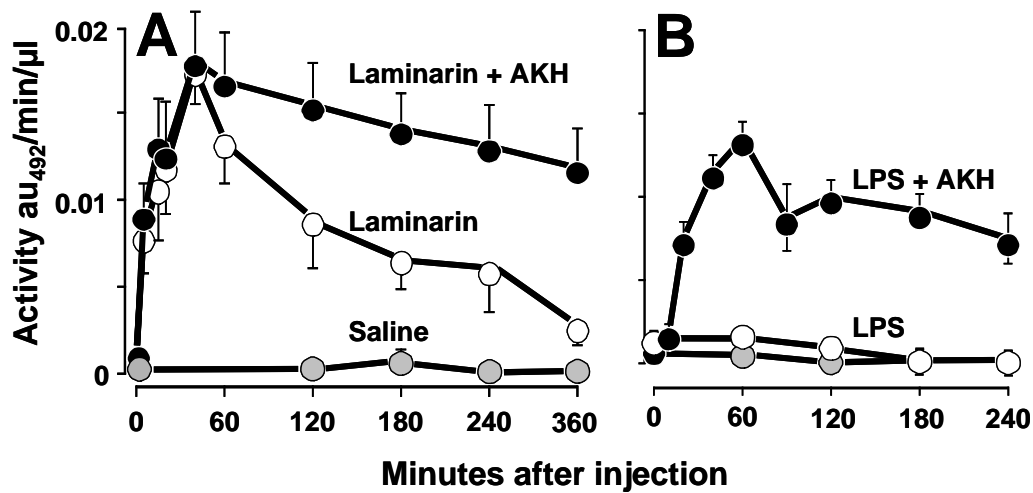 A
B
0.02
0.01
0
Activity au492/min/µl
Laminarin + AKH
Laminarin
Saline
LPS + AKH
LPS
0 60 120 180 240 360
0 60 120 180 240
Minutes after injection